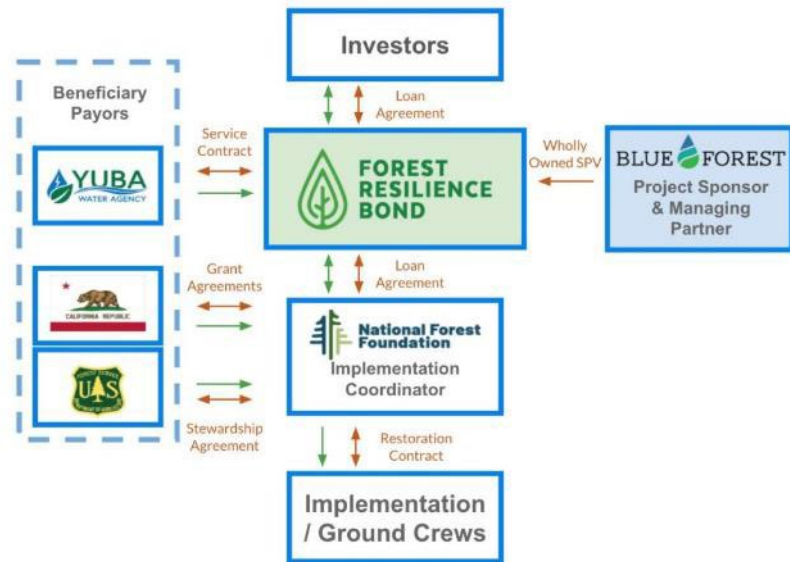 Investors
Beneficiary
Payors
Loan
Agreement
Service
Contract
YUBA
WATER AGENCY
FOREST
RESILIENCE
BOND
Wholly
Owned SPV
BLUE FOREST
Project Sponsor
& Managing
Partner
Grant
Agreements
Loan
Agreement
CALIFORNIA REPUBLIC
National Forest
Foundation
Implementation
Coordinator
FOREST SERVICE
U S
Stewardship
Agreement
Restoration
Contract
Implementation
/ Ground Crews